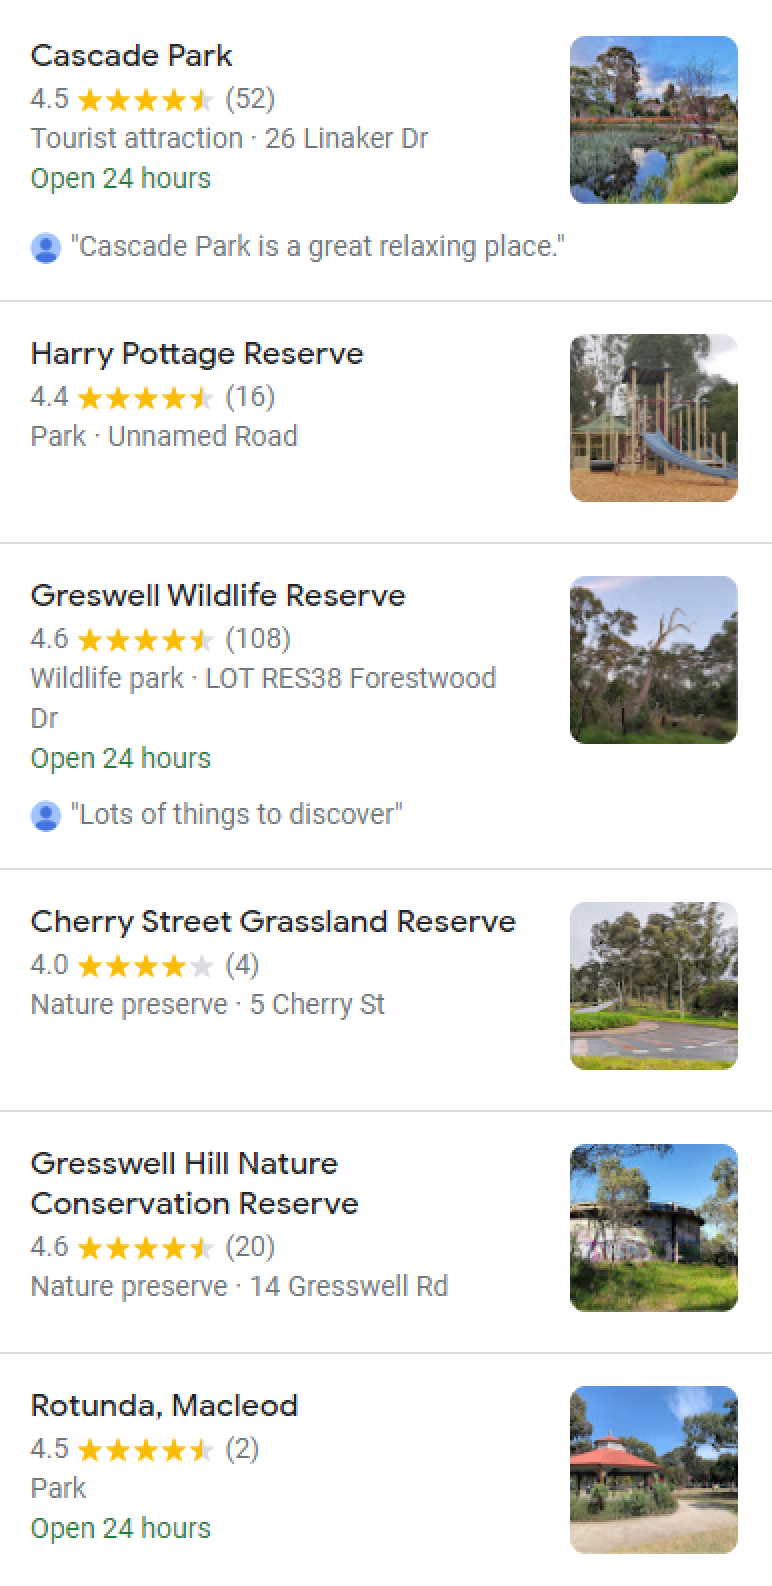 Cascade Park
4.5 ★★★★★ (52)
Tourist attraction · 26 Linaker Dr
Open 24 hours
"Cascade Park is a great relaxing place."
Harry Pottage Reserve
4.4 ★★★★★ (16)
Park · Unnamed Road
Greswell Wildlife Reserve
4.6 ★★★★★ (108)
Wildlife park · LOT RES38 Forestwood
Dr
Open 24 hours
"Lots of things to discover"
Cherry Street Grassland Reserve
4.0 ★★★★★ (4)
Nature preserve · 5 Cherry St
Gresswell Hill Nature
Conservation Reserve
4.6 ★★★★★ (20)
Nature preserve · 14 Gresswell Rd
Rotunda, Macleod
4.5 ★★★★★ (2)
Park
Open 24 hours